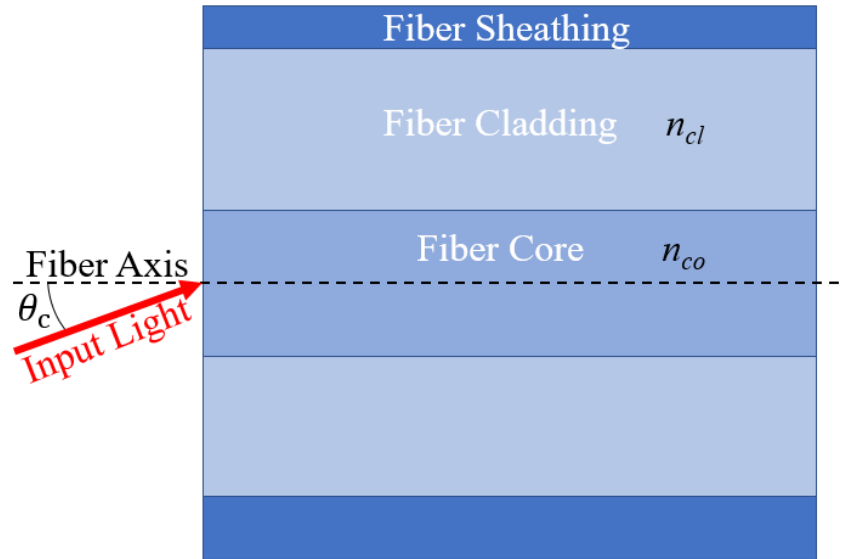 Fiber Sheathing
Fiber Cladding n_cl
Fiber Core n_co
Fiber Axis
θ_c
Input Light